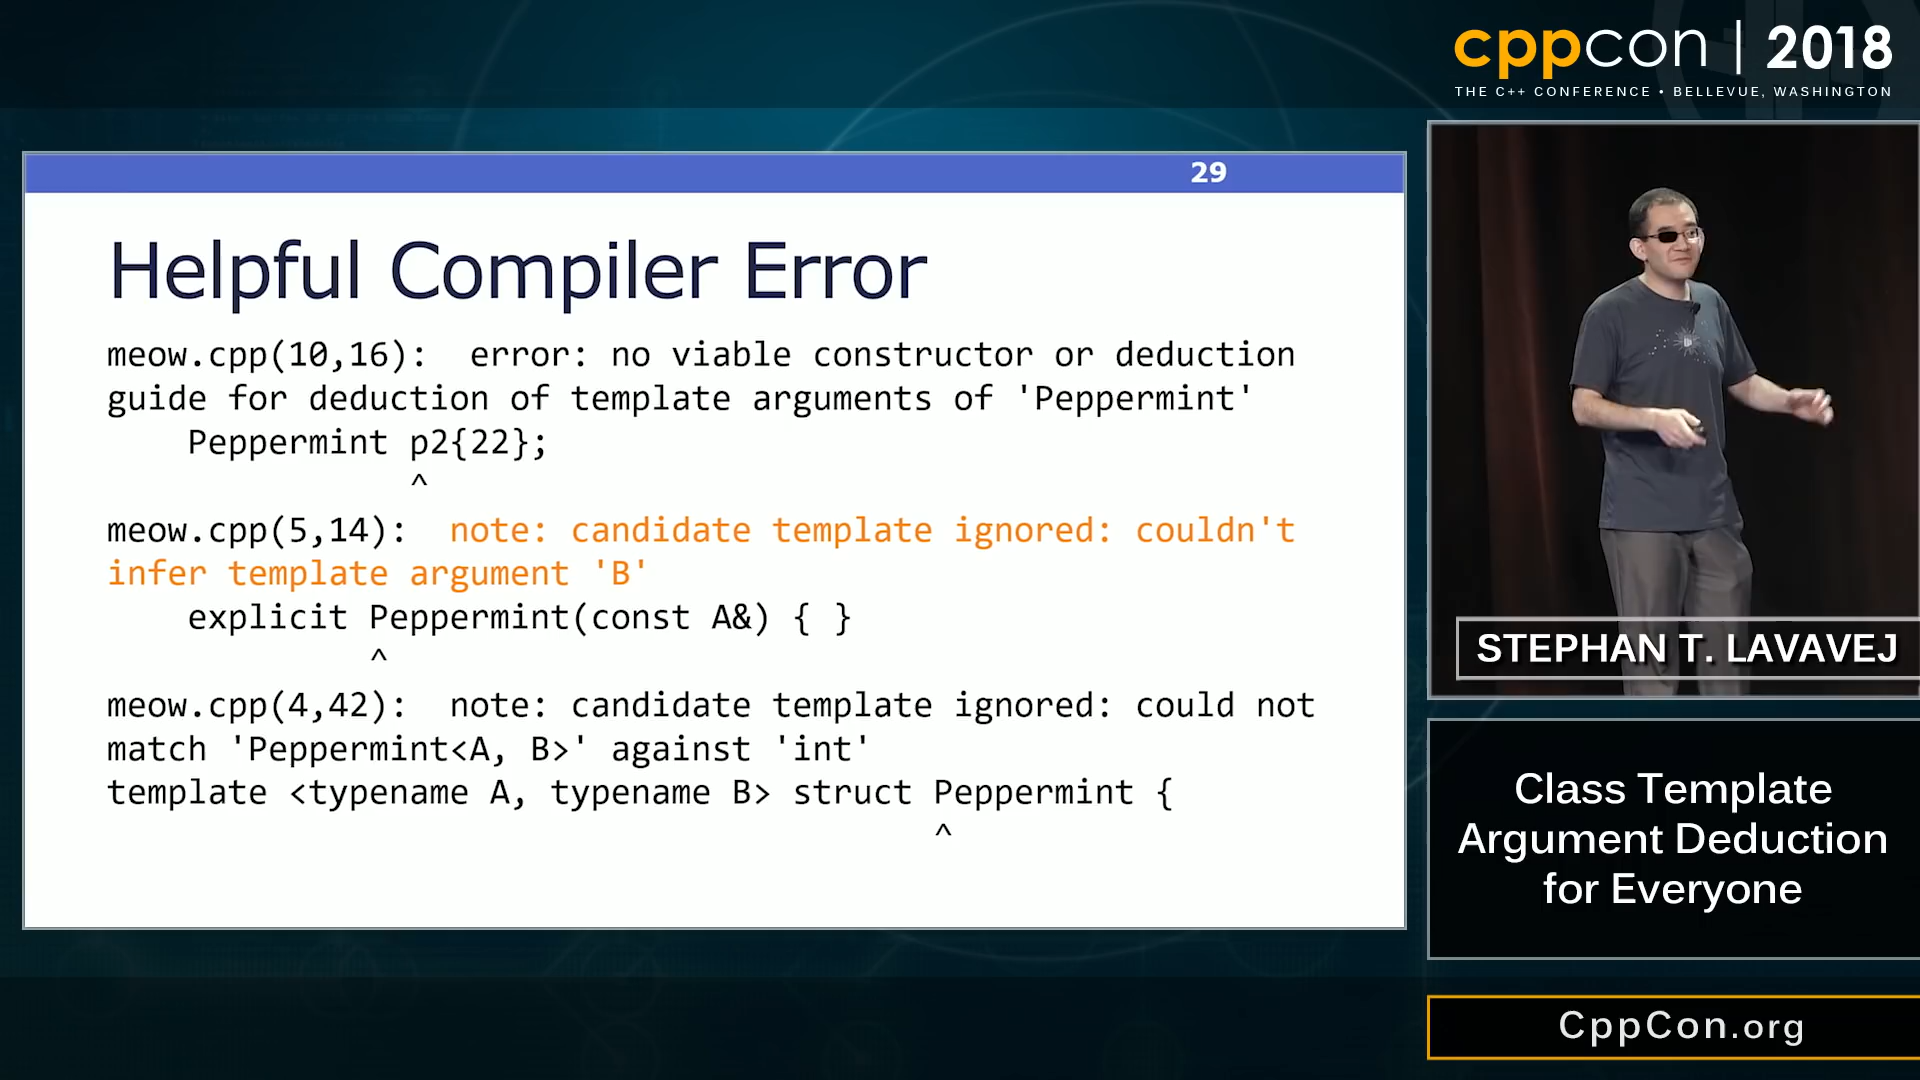 cppcon | 2018
THE C++ CONFERENCE • BELLEVUE, WASHINGTON
29
Helpful Compiler Error
meow.cpp(10,16):  error: no viable constructor or deduction
guide for deduction of template arguments of 'Peppermint'
    Peppermint p2{22};
               ^
meow.cpp(5,14):  note: candidate template ignored: couldn't
infer template argument 'B'
    explicit Peppermint(const A&) { }
             ^
meow.cpp(4,42):  note: candidate template ignored: could not
match 'Peppermint<A, B>' against 'int'
template <typename A, typename B> struct Peppermint {
                                         ^
STEPHAN T. LAVAVEJ
Class Template
Argument Deduction
for Everyone
CppCon.org